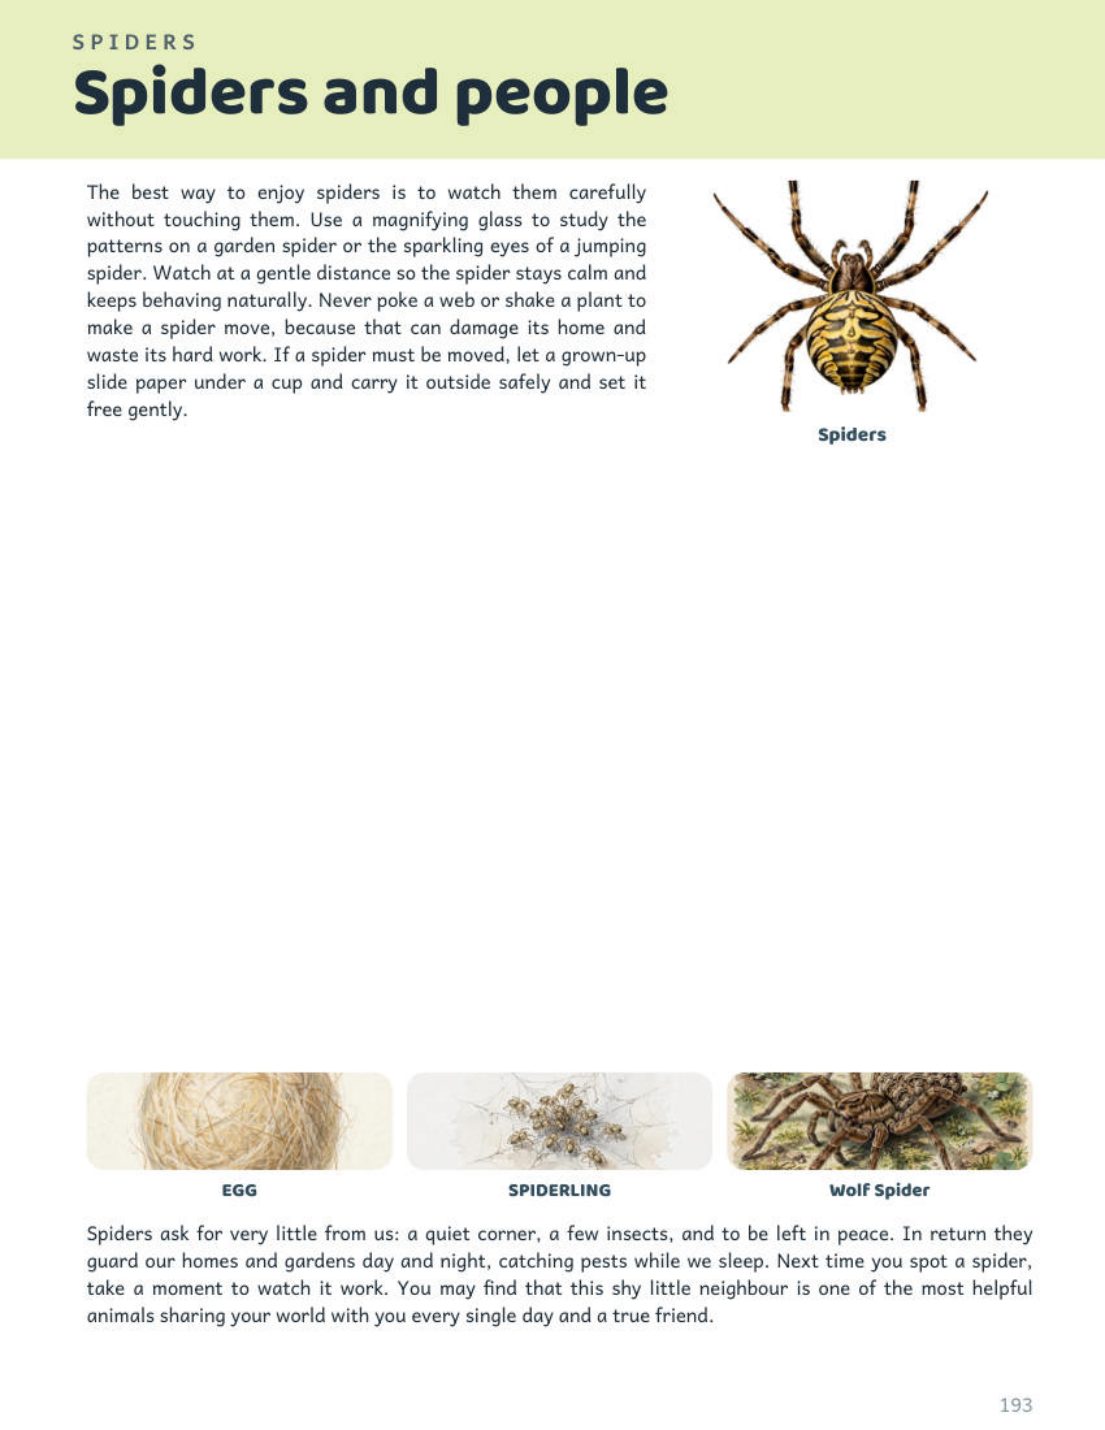 SPIDERS
Spiders and people
The best way to enjoy spiders is to watch them carefully
without touching them. Use a magnifying glass to study the
patterns on a garden spider or the sparkling eyes of a jumping
spider. Watch at a gentle distance so the spider stays calm and
keeps behaving naturally. Never poke a web or shake a plant to
make a spider move, because that can damage its home and
waste its hard work. If a spider must be moved, let a grown-up
slide paper under a cup and carry it outside safely and set it
free gently.
Spiders
EGG
SPIDERLING
Wolf Spider
Spiders ask for very little from us: a quiet corner, a few insects, and to be left in peace. In return they
guard our homes and gardens day and night, catching pests while we sleep. Next time you spot a spider,
take a moment to watch it work. You may find that this shy little neighbour is one of the most helpful
animals sharing your world with you every single day and a true friend.
193